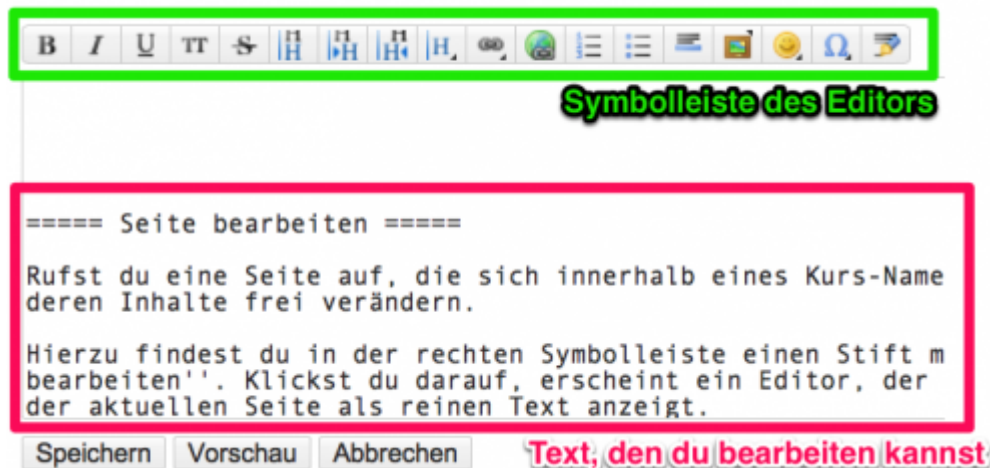 B I U TT S H H H H Ω
Symbolleiste des Editors
===== Seite bearbeiten =====
Rufst du eine Seite auf, die sich innerhalb eines Kurs-Name
deren Inhalte frei verändern.
Hierzu findest du in der rechten Symbolleiste einen Stift m
bearbeiten''. Klickst du darauf, erscheint ein Editor, der
der aktuellen Seite als reinen Text anzeigt.
Speichern Vorschau Abbrechen Text, den du bearbeiten kannst